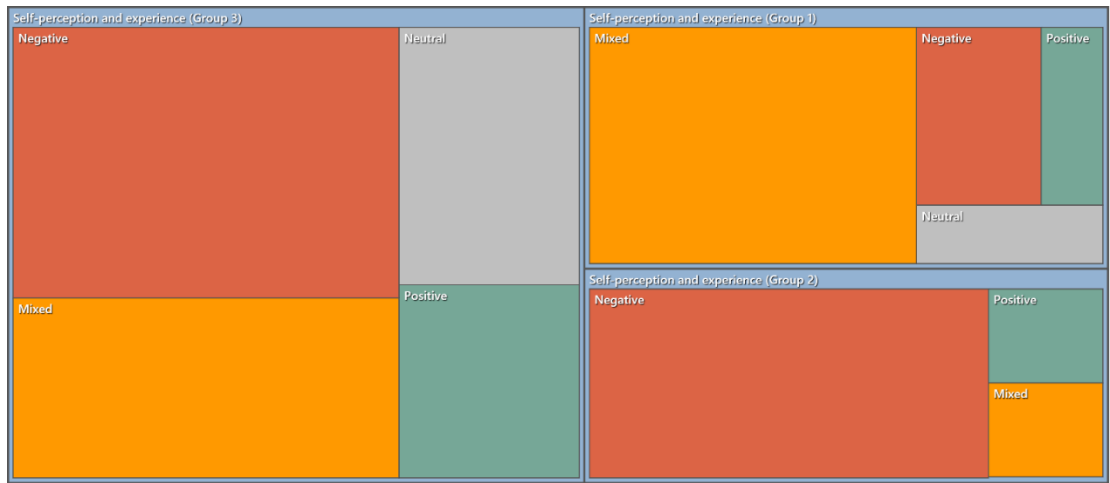 Self-perception and experience (Group 3)
Negative
Neutral
Mixed
Positive
Self-perception and experience (Group 1)
Mixed
Negative
Positive
Neutral
Self-perception and experience (Group 2)
Negative
Positive
Mixed